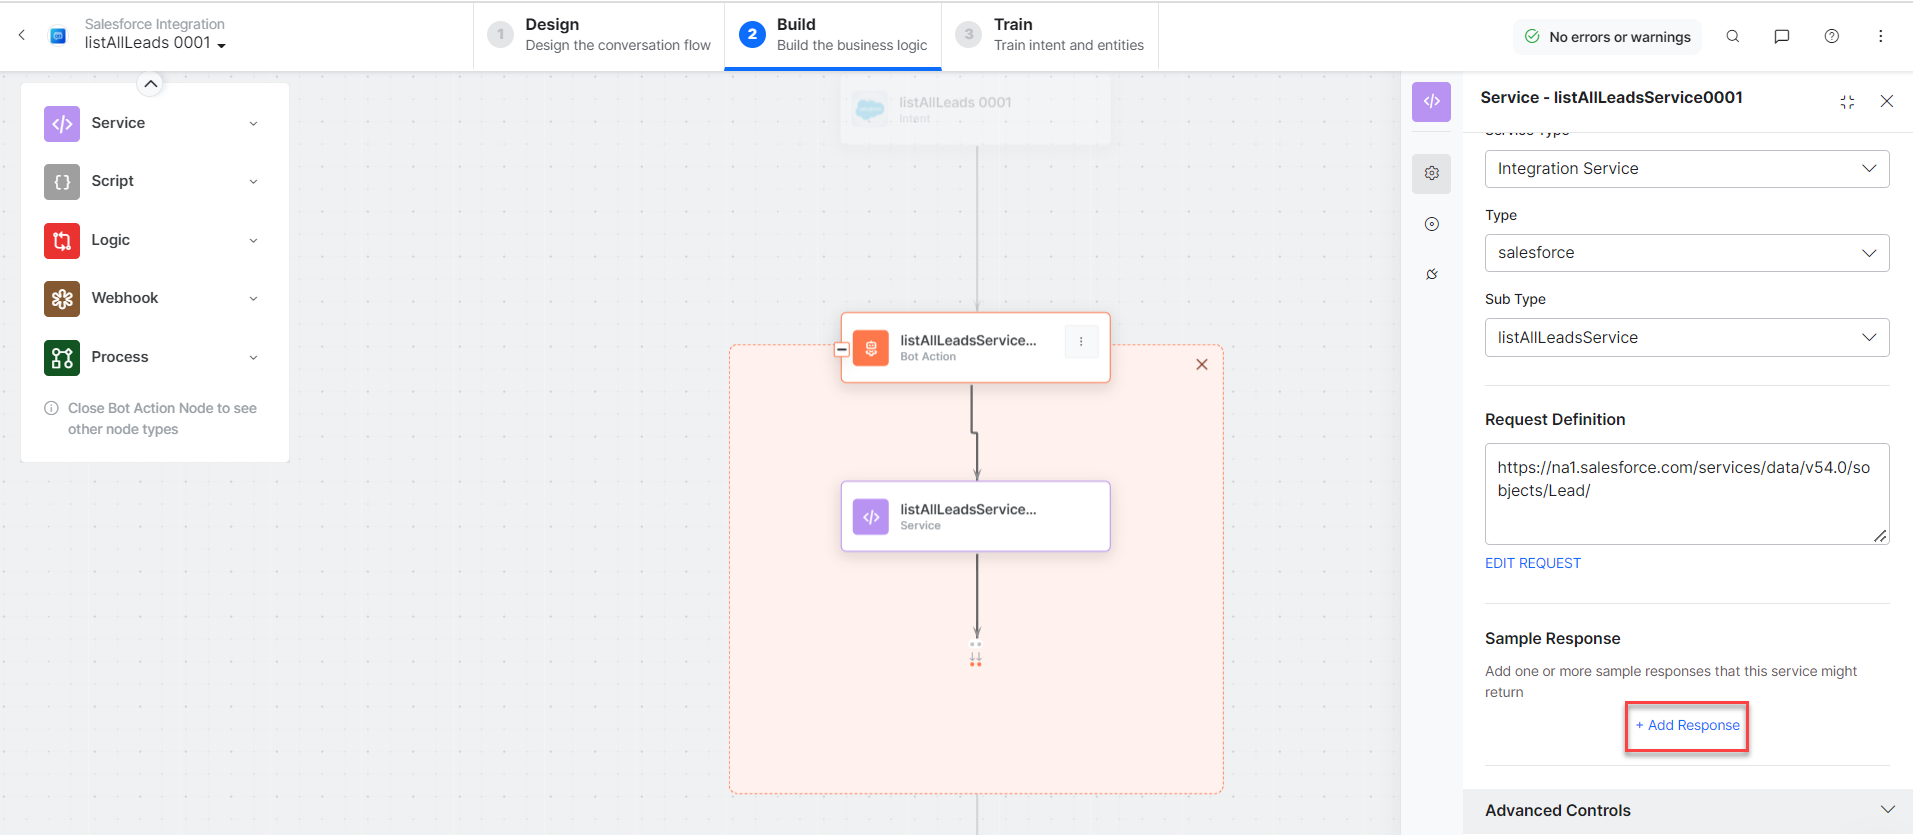 Salesforce Integration
listAllLeads 0001
1
Design
Design the conversation flow
2
Build
Build the business logic
3
Train
Train intent and entities
No errors or warnings
Service
Script
Logic
Webhook
Process
Close Bot Action Node to see
other node types
listAllLeads 0001
Intent
listAllLeadsService...
Bot Action
listAllLeadsService...
Service
Service - listAllLeadsService0001
Service Type
Integration Service
Type
salesforce
Sub Type
listAllLeadsService
Request Definition
https://na1.salesforce.com/services/data/v54.0/so
bjects/Lead/
EDIT REQUEST
Sample Response
Add one or more sample responses that this service might
return
+ Add Response
Advanced Controls